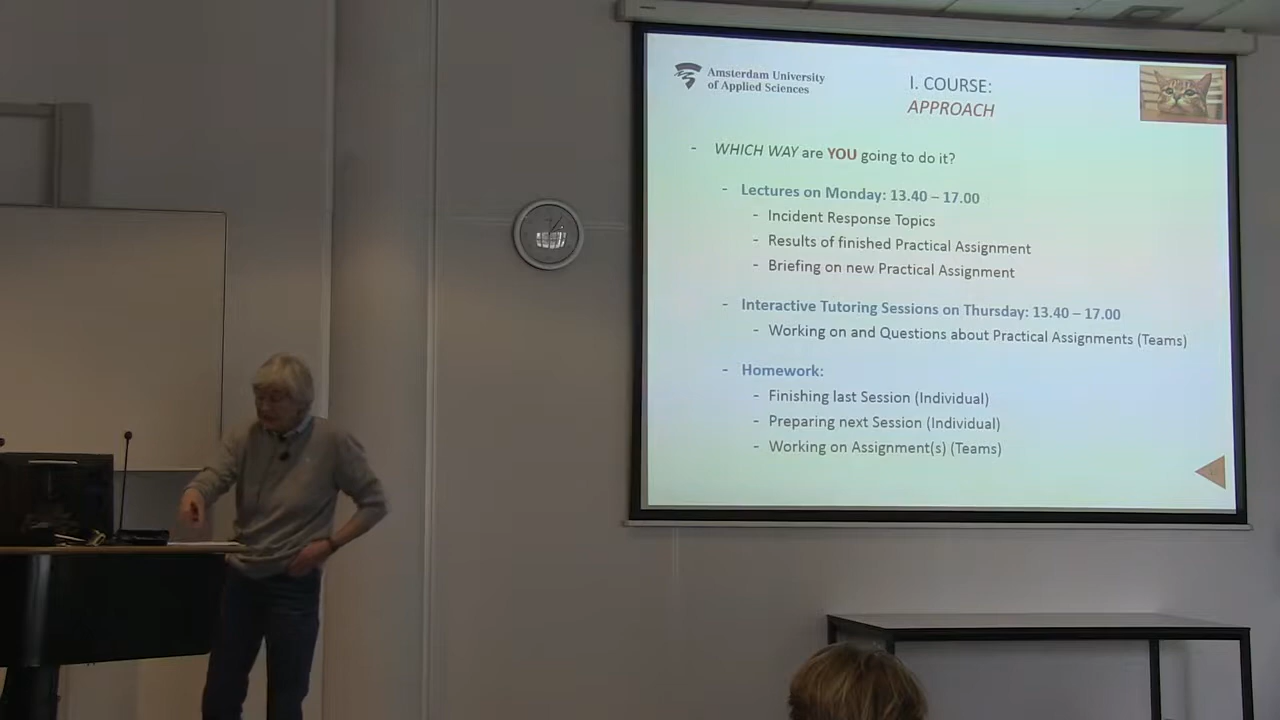 Amsterdam University
of Applied Sciences
I. COURSE:
APPROACH
- WHICH WAY are YOU going to do it?
- Lectures on Monday: 13.40 – 17.00
- Incident Response Topics
- Results of finished Practical Assignment
- Briefing on new Practical Assignment
- Interactive Tutoring Sessions on Thursday: 13.40 – 17.00
- Working on and Questions about Practical Assignments (Teams)
- Homework:
- Finishing last Session (Individual)
- Preparing next Session (Individual)
- Working on Assignment(s) (Teams)